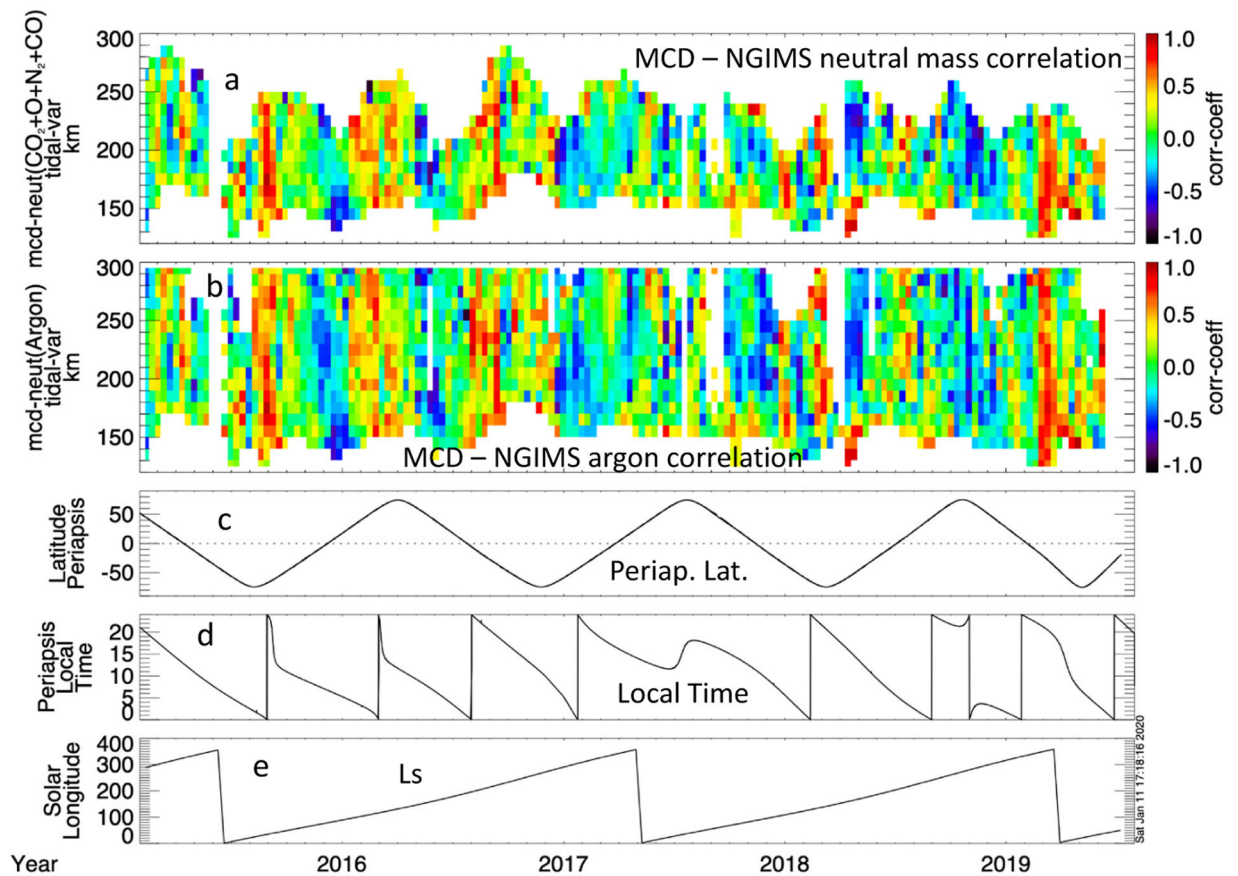 MCD – NGIMS neutral mass correlation
a
mcd-neut(CO₂+O+N₂+CO)
tidal-var
km
300
250
200
150
1.0
0.5
0.0
-0.5
-1.0
corr-coeff
b
mcd-neut(Argon)
tidal-var
km
300
250
200
150
MCD – NGIMS argon correlation
1.0
0.5
0.0
-0.5
-1.0
corr-coeff
c
Latitude
Periapsis
50
0
-50
Periap. Lat.
d
Periapsis
Local
Time
20
15
10
5
0
Local Time
e
Solar
Longitude
400
300
200
100
0
Ls
Sat Jan 11 17:18:16 2020
Year
2016
2017
2018
2019